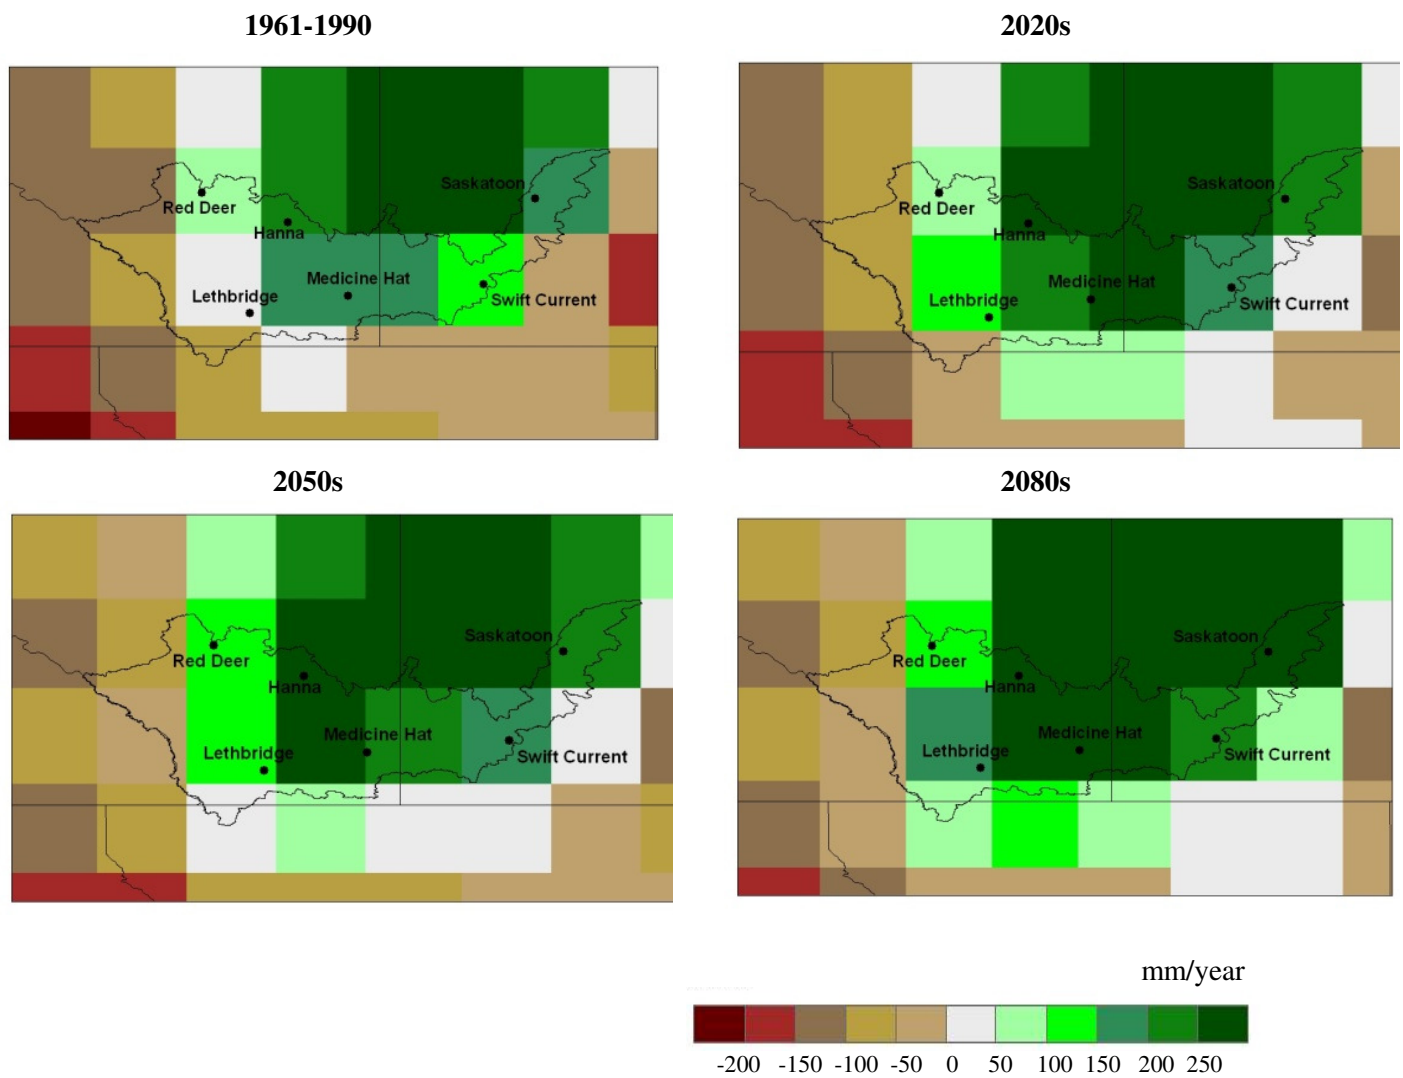 1961-1990
2020s
Saskatoon
Red Deer
Hanna
Medicine Hat
Lethbridge
Swift Current
Saskatoon
Red Deer
Hanna
Medicine Hat
Lethbridge
Swift Current
2050s
2080s
Saskatoon
Red Deer
Hanna
Medicine Hat
Lethbridge
Swift Current
Saskatoon
Red Deer
Hanna
Medicine Hat
Lethbridge
Swift Current
mm/year
-200 -150 -100 -50 0 50 100 150 200 250